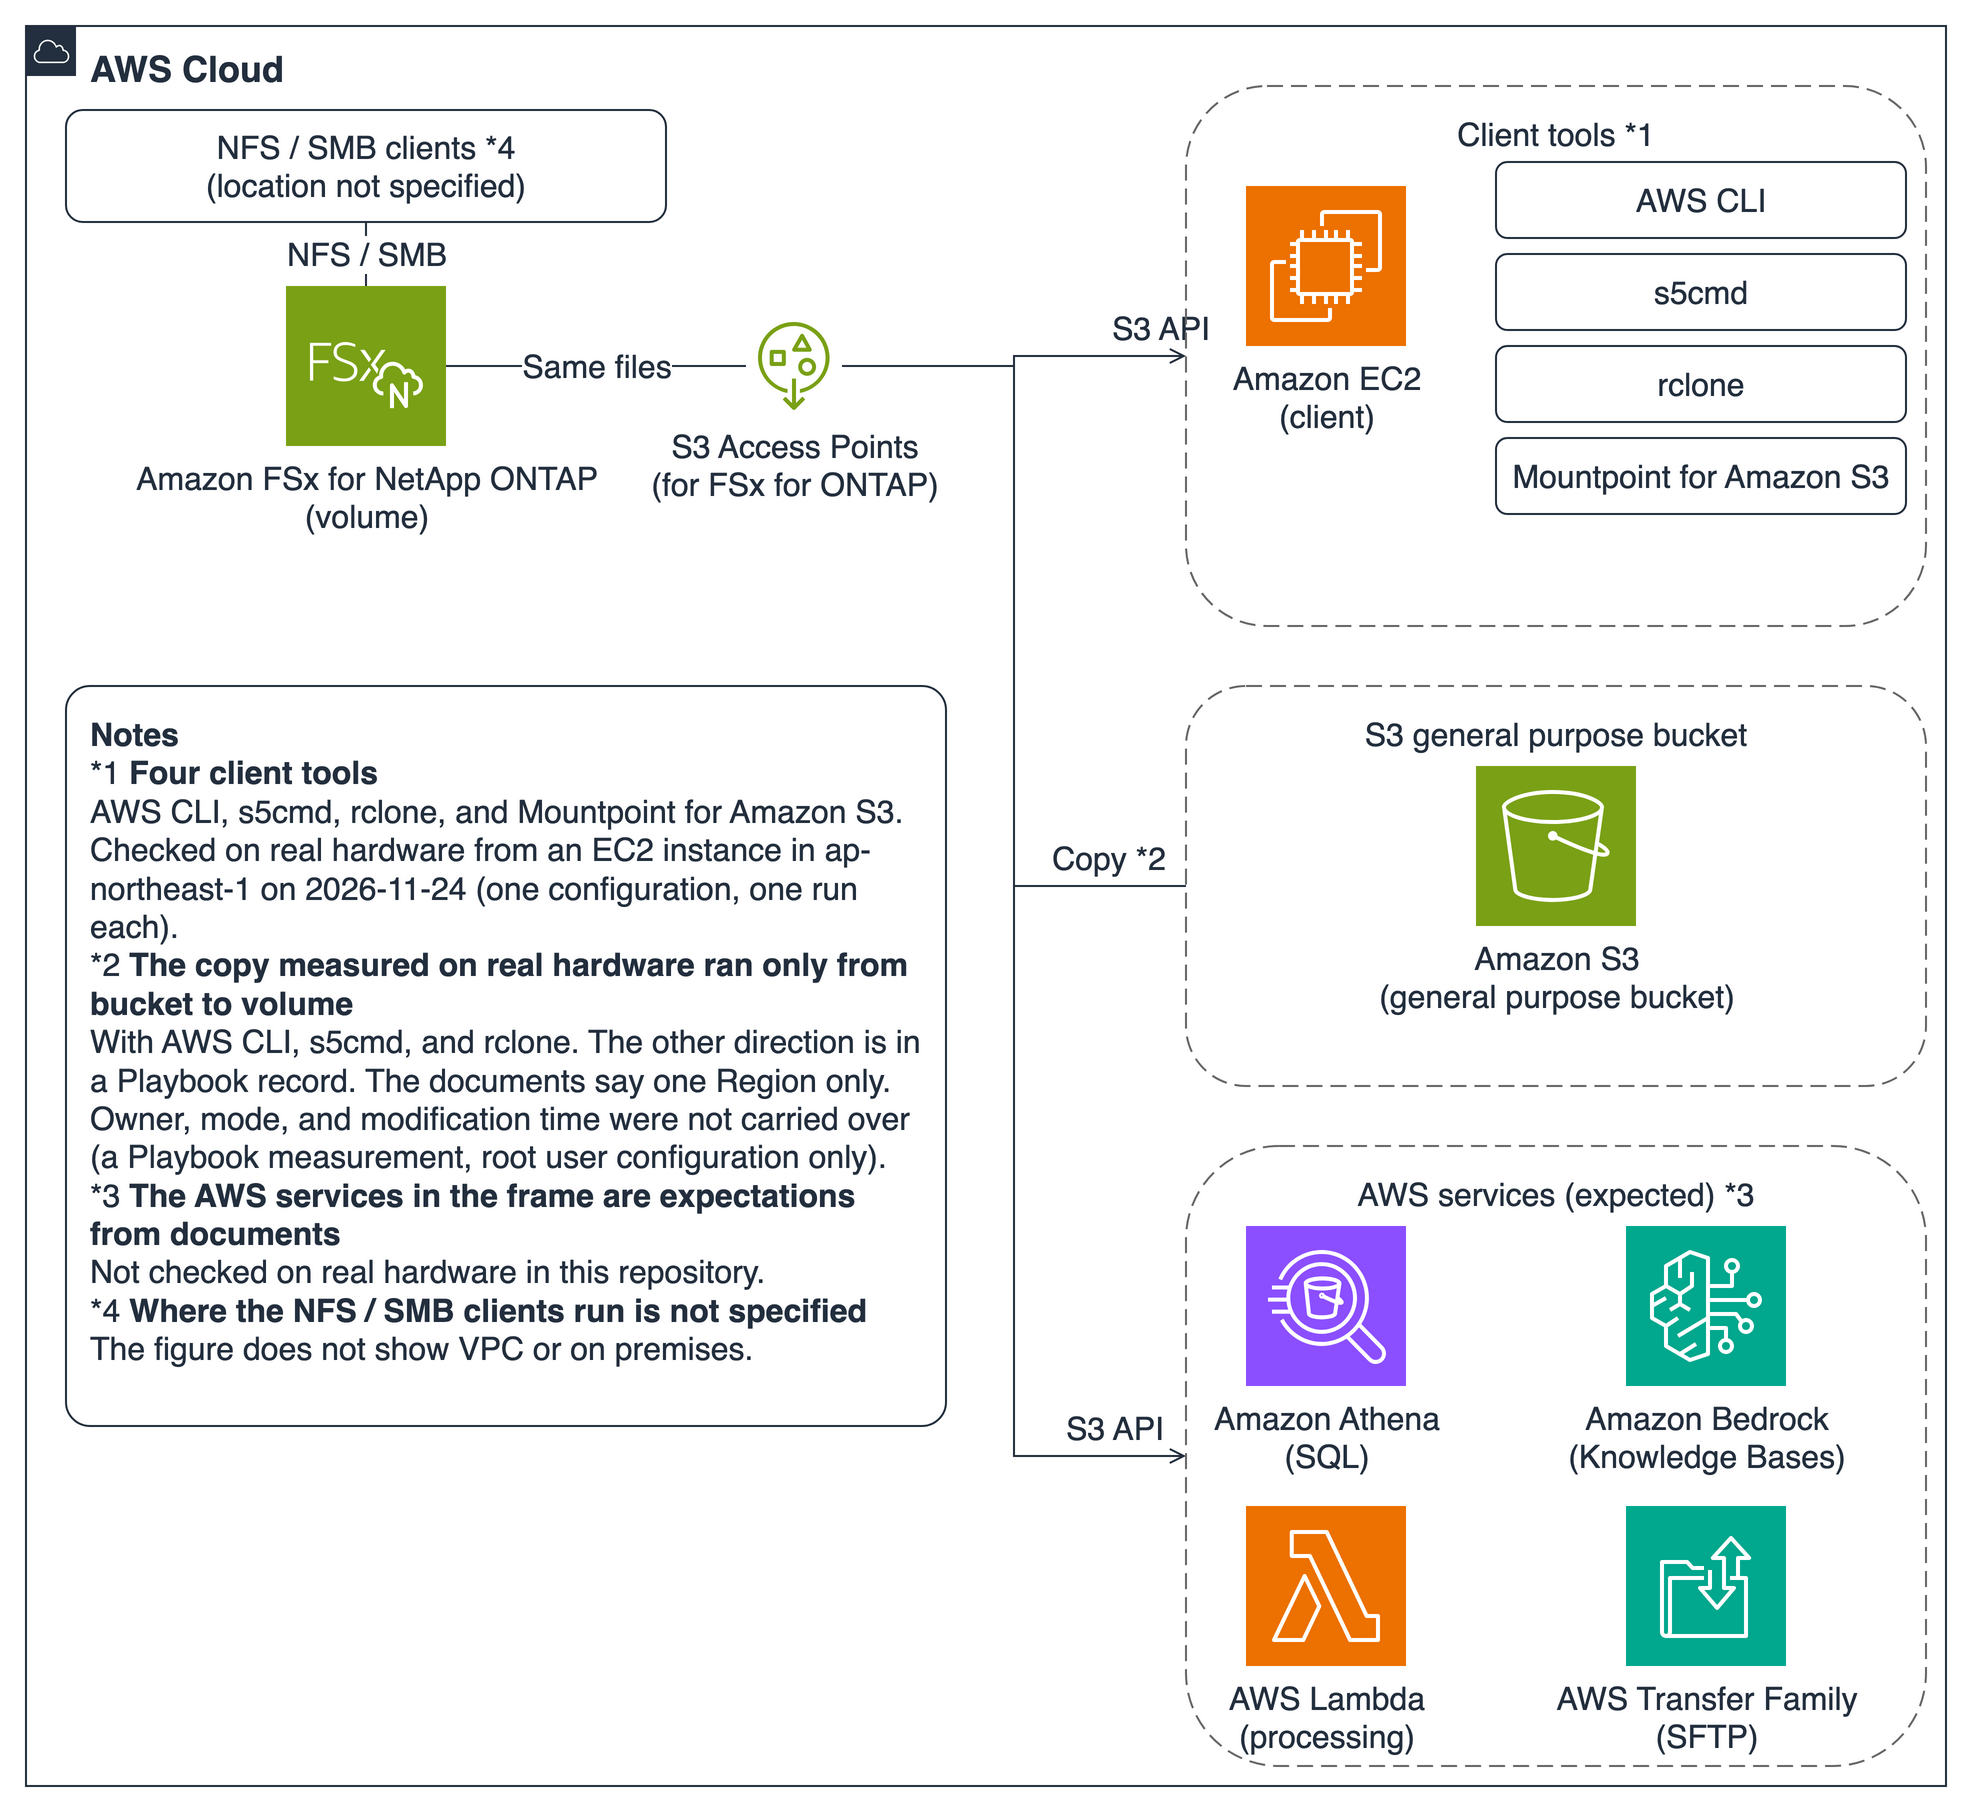 AWS Cloud
NFS / SMB clients *4
(location not specified)
NFS / SMB
FSx
N
Same files
Amazon FSx for NetApp ONTAP
(volume)
S3 Access Points
(for FSx for ONTAP)
S3 API
Client tools *1
Amazon EC2
(client)
AWS CLI
s5cmd
rclone
Mountpoint for Amazon S3
Notes
*1 Four client tools
AWS CLI, s5cmd, rclone, and Mountpoint for Amazon S3.
Checked on real hardware from an EC2 instance in ap-
northeast-1 on 2026-11-24 (one configuration, one run
each).
*2 The copy measured on real hardware ran only from
bucket to volume
With AWS CLI, s5cmd, and rclone. The other direction is in
a Playbook record. The documents say one Region only.
Owner, mode, and modification time were not carried over
(a Playbook measurement, root user configuration only).
*3 The AWS services in the frame are expectations
from documents
Not checked on real hardware in this repository.
*4 Where the NFS / SMB clients run is not specified
The figure does not show VPC or on premises.
Copy *2
S3 general purpose bucket
Amazon S3
(general purpose bucket)
S3 API
AWS services (expected) *3
Amazon Athena
(SQL)
Amazon Bedrock
(Knowledge Bases)
AWS Lambda
(processing)
AWS Transfer Family
(SFTP)